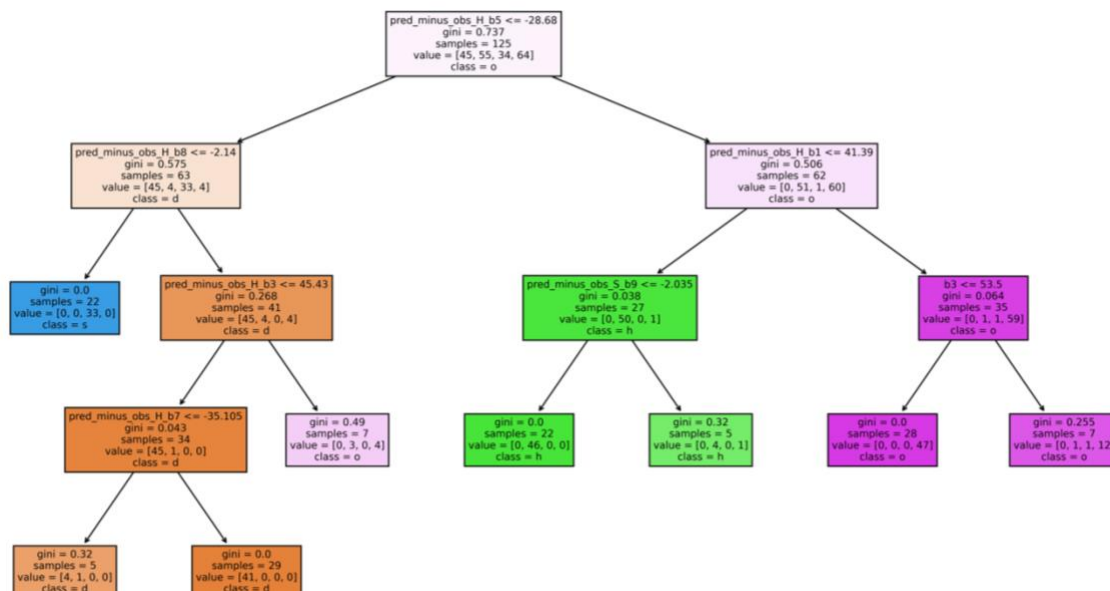 pred_minus_obs_H_b5 <= -28.68
gini = 0.737
samples = 125
value = [45, 55, 34, 64]
class = o
pred_minus_obs_H_b8 <= -2.14
gini = 0.575
samples = 63
value = [45, 4, 33, 4]
class = d
pred_minus_obs_H_b1 <= 41.39
gini = 0.506
samples = 62
value = [0, 51, 1, 60]
class = o
gini = 0.0
samples = 22
value = [0, 0, 33, 0]
class = s
pred_minus_obs_H_b3 <= 45.43
gini = 0.268
samples = 41
value = [45, 4, 0, 4]
class = d
pred_minus_obs_S_b9 <= -2.035
gini = 0.038
samples = 27
value = [0, 50, 0, 1]
class = h
b3 <= 53.5
gini = 0.064
samples = 35
value = [0, 1, 1, 59]
class = o
pred_minus_obs_H_b7 <= -35.105
gini = 0.043
samples = 34
value = [45, 1, 0, 0]
class = d
gini = 0.49
samples = 7
value = [0, 3, 0, 4]
class = o
gini = 0.0
samples = 22
value = [0, 46, 0, 0]
class = h
gini = 0.32
samples = 5
value = [0, 4, 0, 1]
class = h
gini = 0.0
samples = 28
value = [0, 0, 0, 47]
class = o
gini = 0.255
samples = 7
value = [0, 1, 1, 12]
class = o
gini = 0.32
samples = 5
value = [4, 1, 0, 0]
class = d
gini = 0.0
samples = 29
value = [41, 0, 0, 0]
class = d